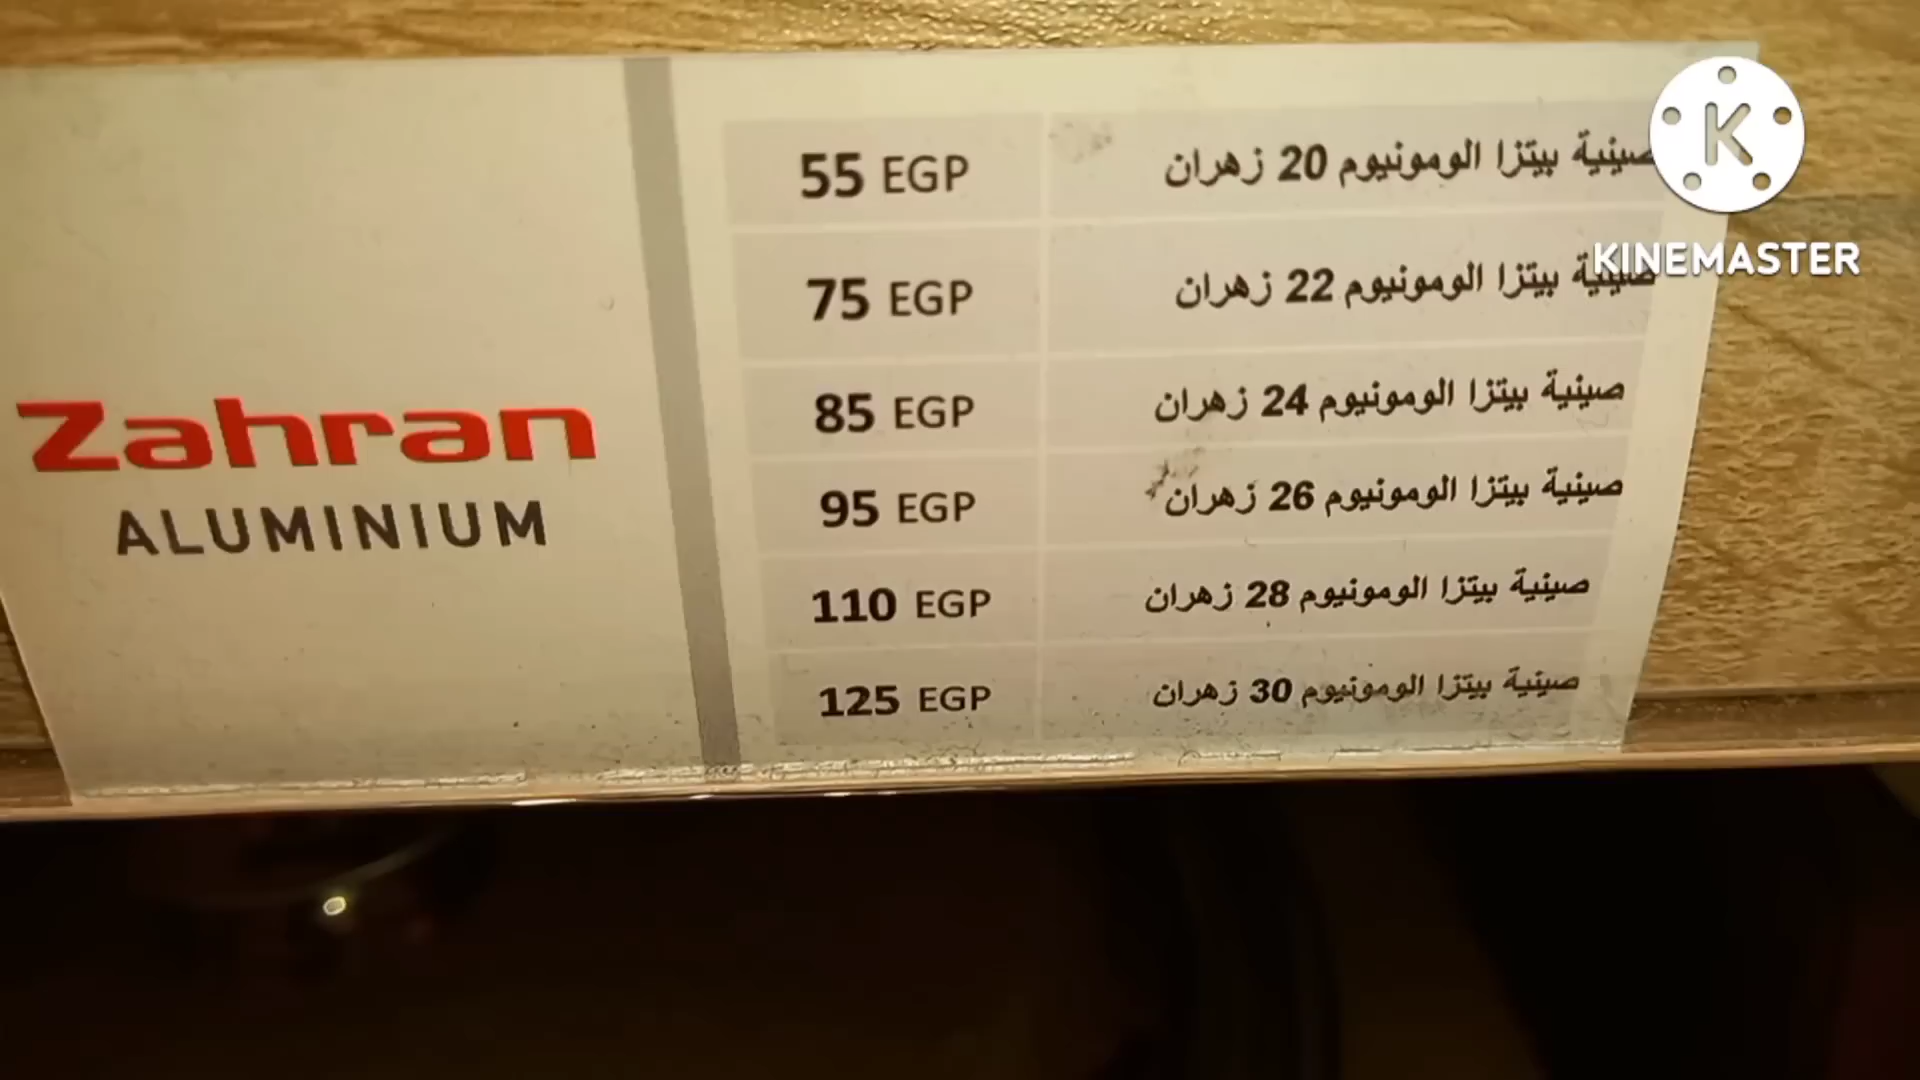 Zahran
ALUMINIUM
55 EGP صينية بيتزا الومونيوم 20 زهران
75 EGP صينية بيتزا الومونيوم 22 زهران
85 EGP صينية بيتزا الومونيوم 24 زهران
95 EGP صينية بيتزا الومونيوم 26 زهران
110 EGP صينية بيتزا الومونيوم 28 زهران
125 EGP صينية بيتزا الومونيوم 30 زهران
K
KINEMASTER